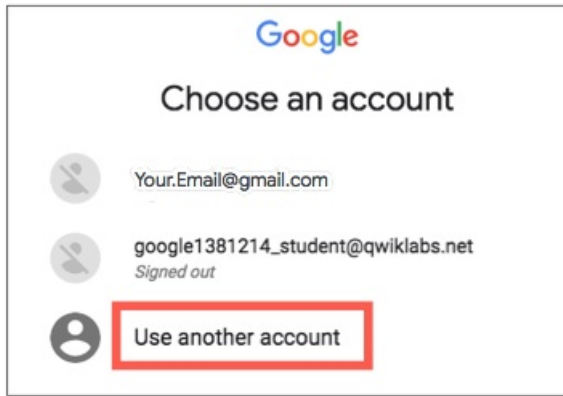 Google
Choose an account
Your.Email@gmail.com
google1381214_student@qwiklabs.net
Signed out
Use another account